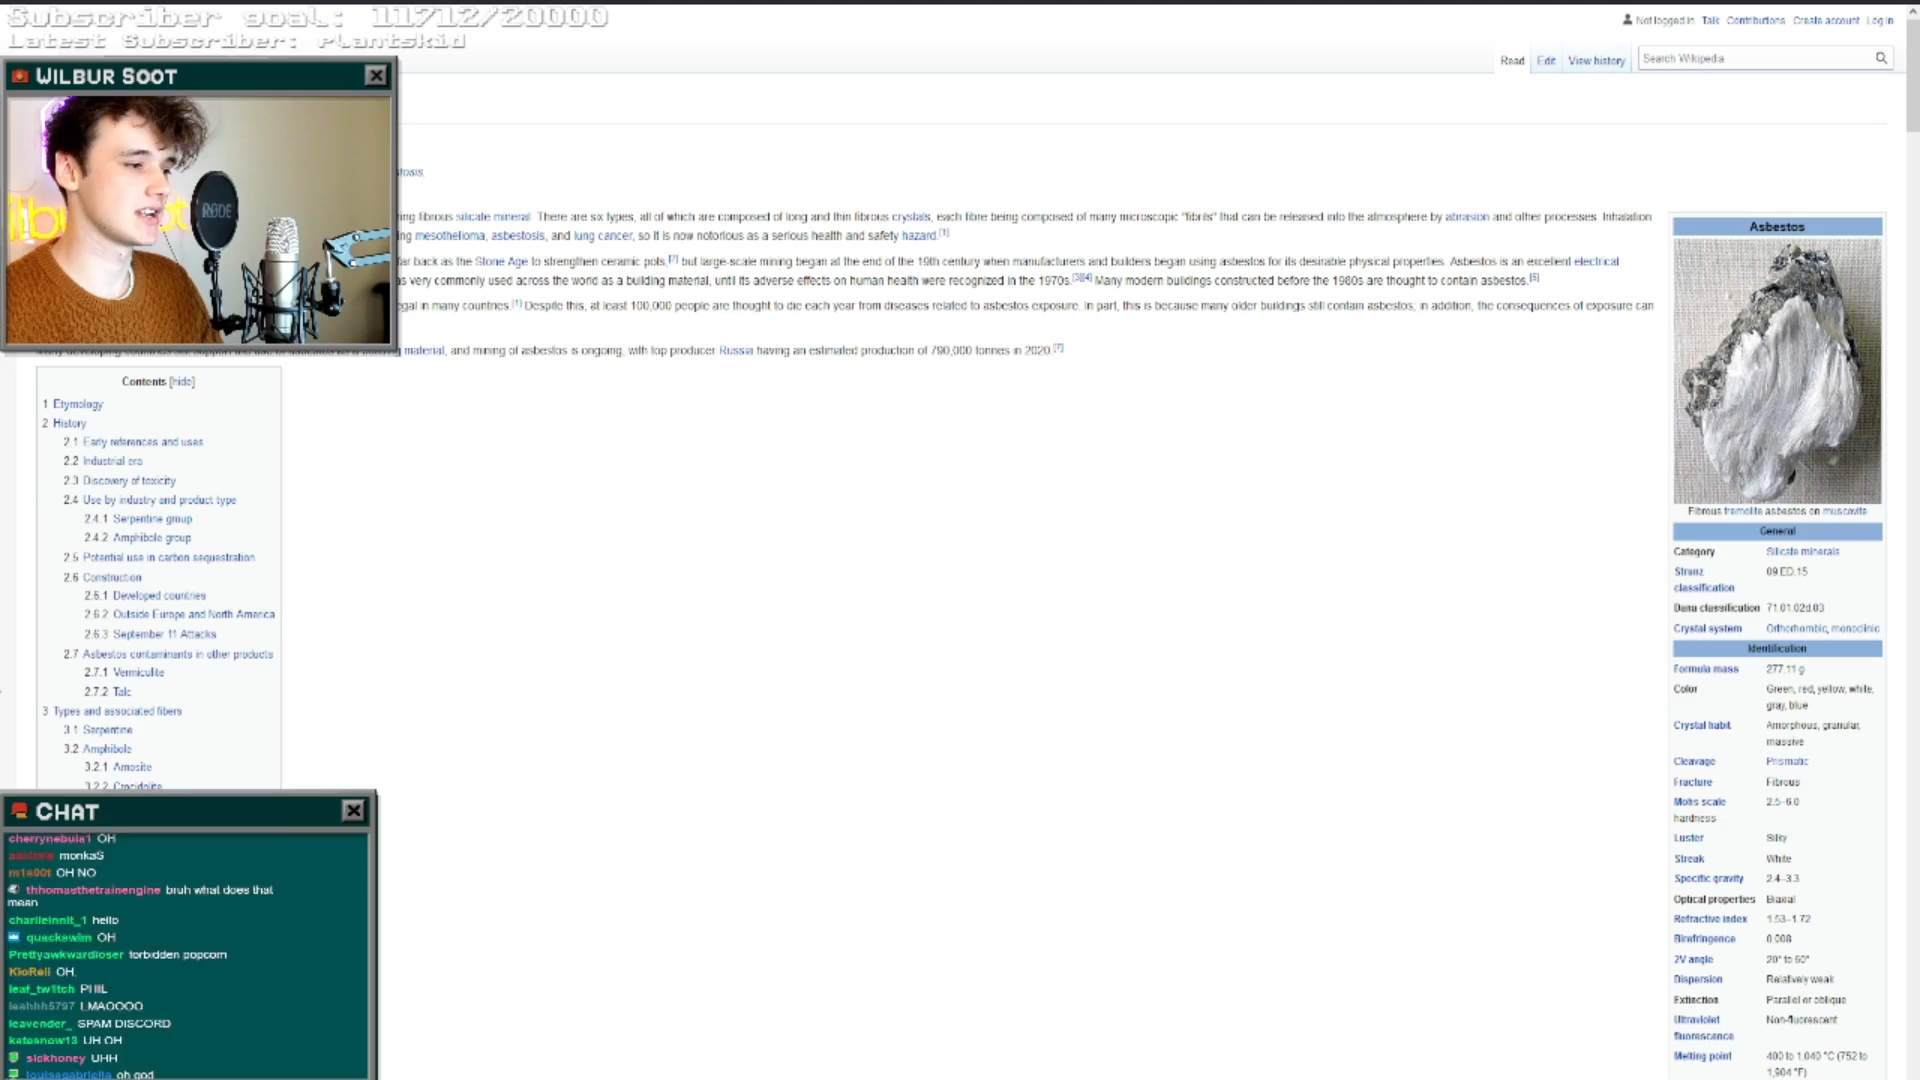 Subscriber goal: 11712/20000
Latest Subscriber: plantskid
Not logged in Talk Contributions Create account Log in
Read Edit View history Search Wikipedia
WILBUR SOOT
RØDE
tosis.
ring fibrous silicate mineral. There are six types, all of which are composed of long and thin fibrous crystals, each fibre being composed of many microscopic "fibrils" that can be released into the atmosphere by abrasion and other processes. Inhalation
ng mesothelioma, asbestosis, and lung cancer, so it is now notorious as a serious health and safety hazard.[1]
far back as the Stone Age to strengthen ceramic pots,[2] but large-scale mining began at the end of the 19th century when manufacturers and builders began using asbestos for its desirable physical properties. Asbestos is an excellent electrical
as very commonly used across the world as a building material, until its adverse effects on human health were recognized in the 1970s.[3][4] Many modern buildings constructed before the 1980s are thought to contain asbestos.[5]
egal in many countries.[1] Despite this, at least 100,000 people are thought to die each year from diseases related to asbestos exposure. In part, this is because many older buildings still contain asbestos; in addition, the consequences of exposure can
material, and mining of asbestos is ongoing, with top producer Russia having an estimated production of 790,000 tonnes in 2020.[7]
Contents [hide]
1 Etymology
2 History
2.1 Early references and uses
2.2 Industrial era
2.3 Discovery of toxicity
2.4 Use by industry and product type
2.4.1 Serpentine group
2.4.2 Amphibole group
2.5 Potential use in carbon sequestration
2.6 Construction
2.6.1 Developed countries
2.6.2 Outside Europe and North America
2.6.3 September 11 Attacks
2.7 Asbestos contaminants in other products
2.7.1 Vermiculite
2.7.2 Talc
3 Types and associated fibers
3.1 Serpentine
3.2 Amphibole
3.2.1 Amosite
3.2.2 Crocidolite
Asbestos
Fibrous tremolite asbestos on muscovite
General
Category Silicate minerals
Strunz classification 09.ED.15
Dana classification 71.01.02d.03
Crystal system Orthorhombic, monoclinic
Identification
Formula mass 277.11 g
Color Green, red, yellow, white,
gray, blue
Crystal habit Amorphous, granular,
massive
Cleavage Prismatic
Fracture Fibrous
Mohs scale hardness 2.5–6.0
Luster Silky
Streak White
Specific gravity 2.4–3.3
Optical properties Biaxial
Refractive index 1.53–1.72
Birefringence 0.008
2V angle 20° to 60°
Dispersion Relatively weak
Extinction Parallel or oblique
Ultraviolet fluorescence Non-fluorescent
Melting point 400 to 1,040 °C (752 to
1,904 °F)
CHAT
cherrynebula1 OH
monkaS
m1s00t OH NO
thhomasthetrainengine bruh what does that
mean
charlieinnit_1 hello
quackswim OH
Prettyawkwardloser forbidden popcorn
KloReii OH.
leaf_tw1tch PHIL
leahhh5797 LMAOOOO
leavender_ SPAM DISCORD
katesnow13 UH OH
sickhoney UHH
louisagabriella oh god